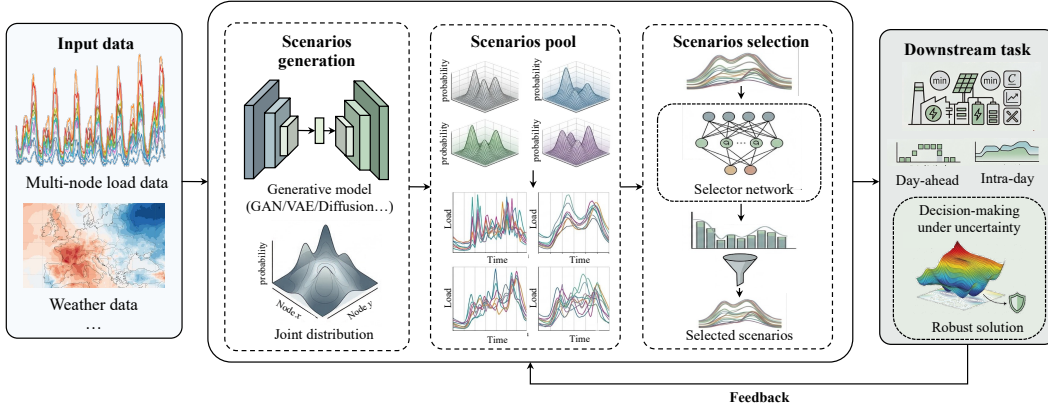 Input data
Multi-node load data
Weather data
…
Scenarios
generation
Generative model
(GAN/VAE/Diffusion…)
probability
Node x
Node y
Joint distribution
Scenarios pool
probability
probability
probability
probability
Load
Time
Load
Time
Load
Time
Load
Time
Scenarios selection
Selector network
Selected scenarios
Downstream task
min
min
C
Day-ahead
Intra-day
Decision-making
under uncertainty
Robust solution
Feedback